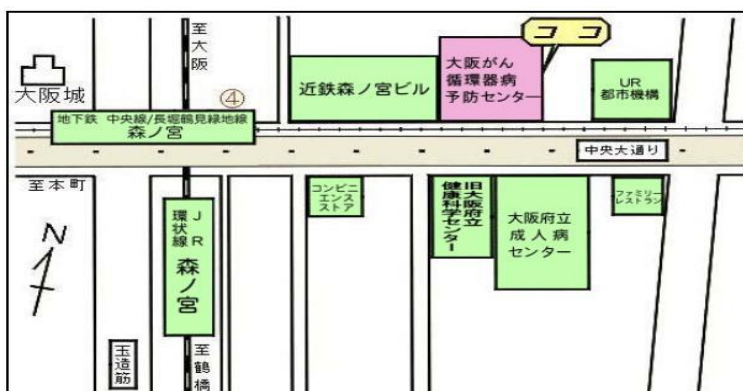 至大阪
ココ
大阪がん
循環器病
予防センター
近鉄森ノ宮ビル
UR
都市機構
大阪城
④
地下鉄 中央線/長堀鶴見緑地線
森ノ宮
中央大通り
至本町
コンビニ
エンス
ストア
旧大阪府立
健康科学センター
大阪府立
成人病
センター
ファミリー
レストラン
N
JR
環状線
森ノ宮
玉造筋
至鶴橋